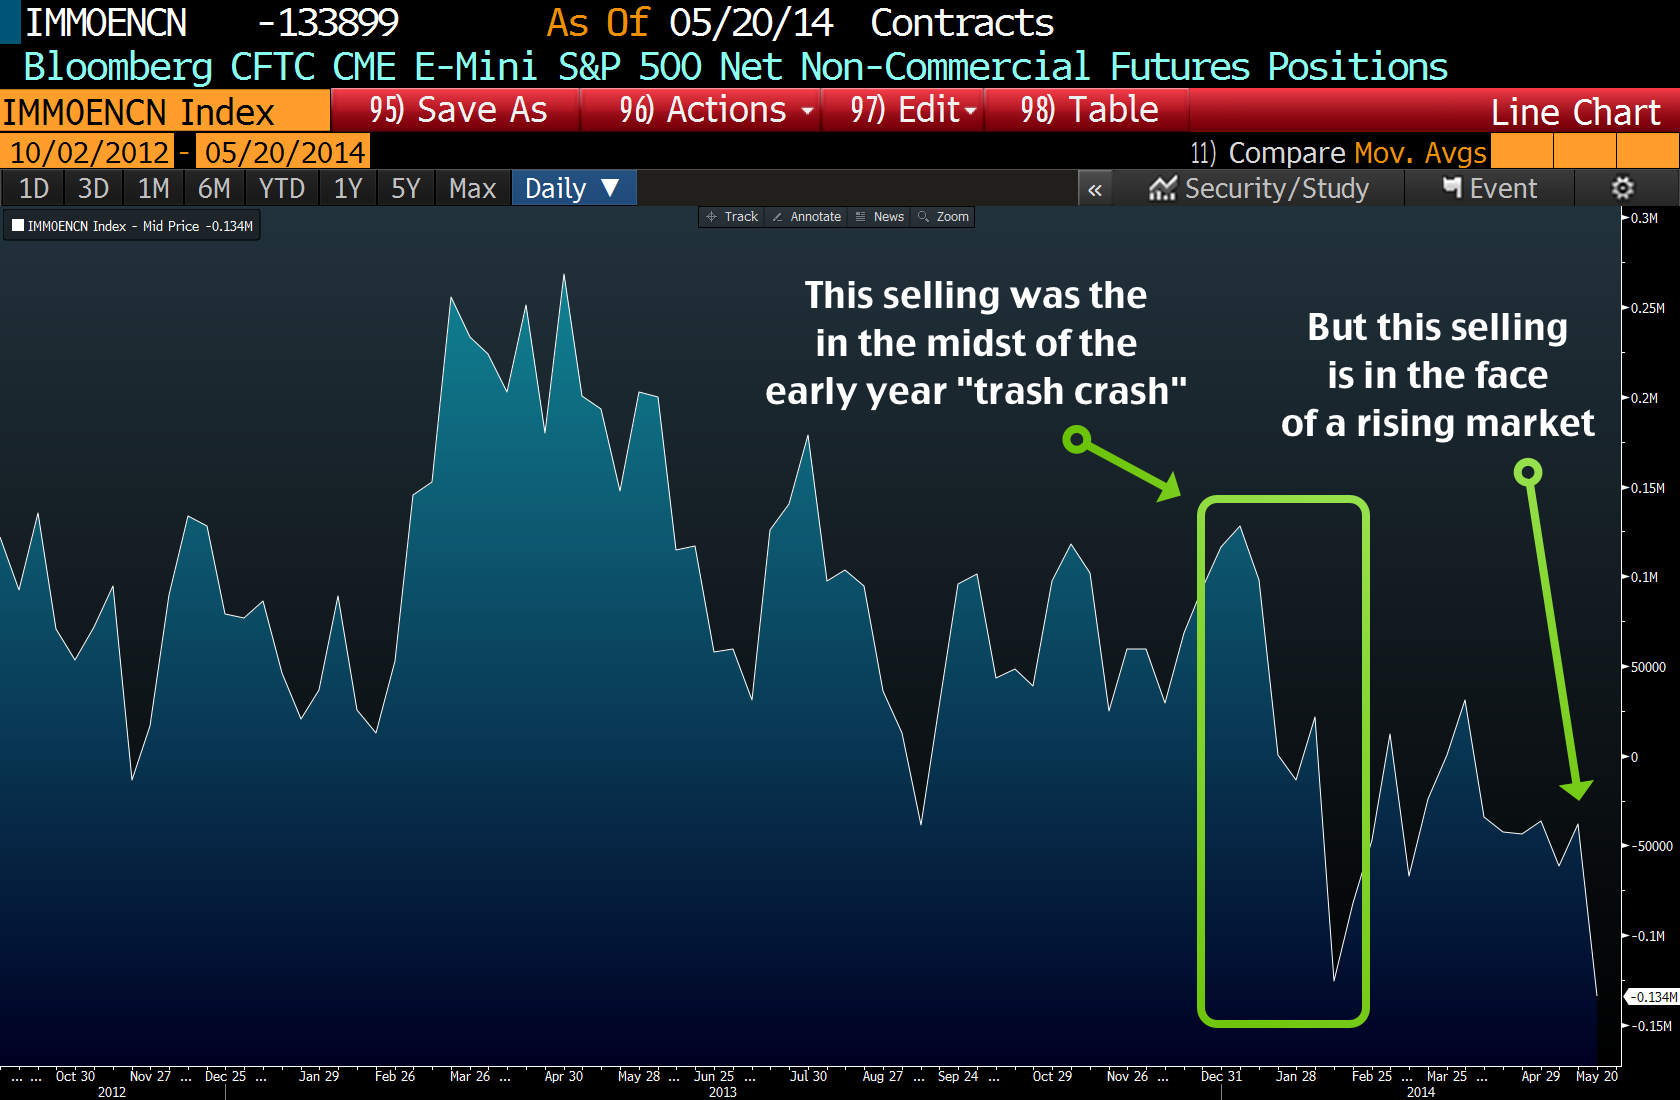 IMM0ENCN -133899 As Of 05/20/14 Contracts
Bloomberg CFTC CME E-Mini S&P 500 Net Non-Commercial Futures Positions
IMM0ENCN Index 95) Save As 96) Actions 97) Edit 98) Table Line Chart
10/02/2012 - 05/20/2014 11) Compare Mov. Avgs
1D 3D 1M 6M YTD 1Y 5Y Max Daily ▼ « Security/Study Event
IMM0ENCN Index - Mid Price -0.134M
Track Annotate News Zoom
This selling was the
in the midst of the
early year "trash crash"
But this selling
is in the face
of a rising market
0.3M
0.25M
0.2M
0.15M
0.1M
50000
0
-50000
-0.1M
-0.134M
-0.15M
... ... Oct 30 Nov 27 ... Dec 25 ... Jan 29 Feb 26 Mar 26 ... Apr 30 May 28 ... Jun 25 ... Jul 30 Aug 27 ... Sep 24 ... Oct 29 Nov 26 ... Dec 31 Jan 28 Feb 25 ... Mar 25 ... Apr 29 May 20
2012 2013 2014